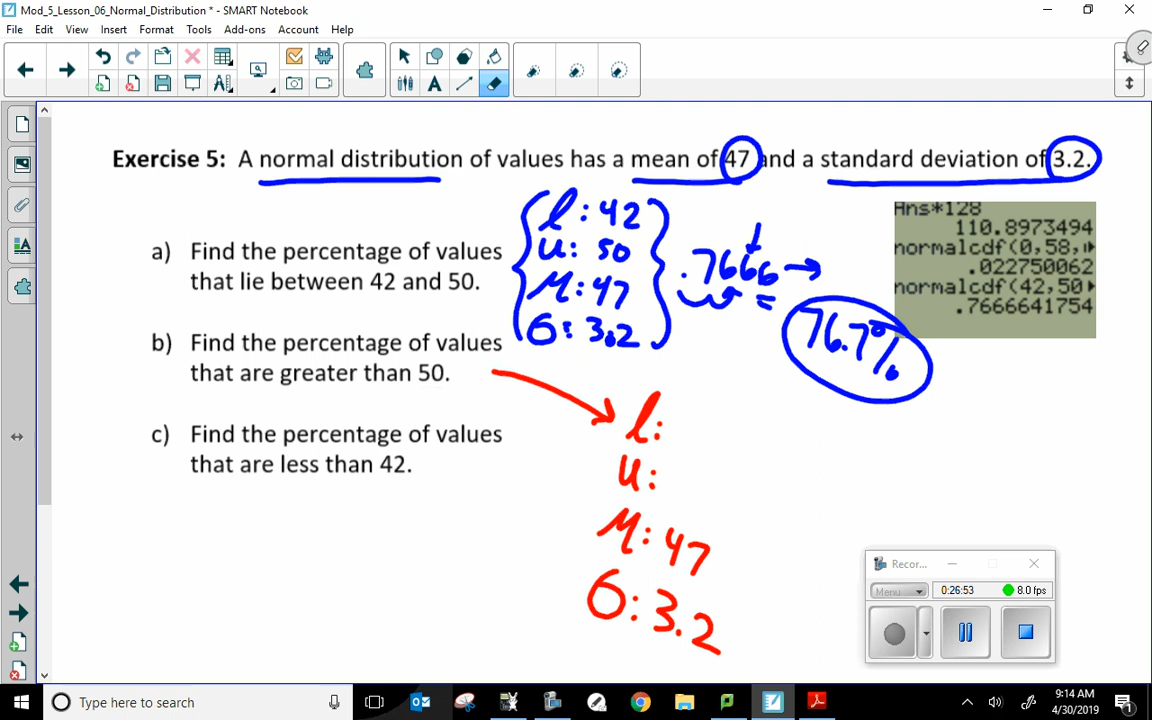 Mod_5_Lesson_06_Normal_Distribution * - SMART Notebook
File Edit View Insert Format Tools Add-ons Account Help
Exercise 5: A normal distribution of values has a mean of 47 and a standard deviation of 3.2.
a) Find the percentage of values
that lie between 42 and 50.
b) Find the percentage of values
that are greater than 50.
c) Find the percentage of values
that are less than 42.
l: 42
u: 50
μ: 47
σ: 3.2
.7666 →
76.7%
Ans*128
110.8973494
normalcdf(0,58,
.022750062
normalcdf(42,50
.7666641754
l:
u:
μ: 47
σ: 3.2
Recor...
Menu
0:26:53
8.0 fps
Type here to search
9:14 AM
4/30/2019
1